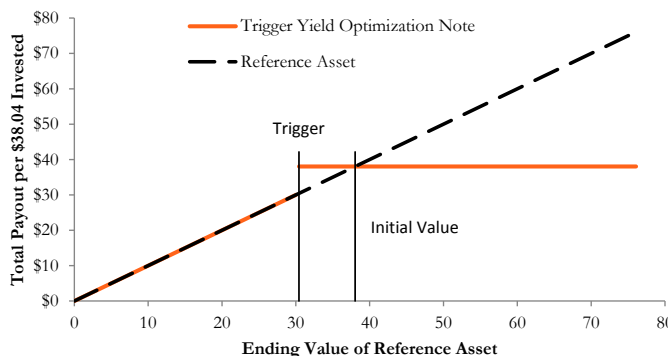 Total Payout per $38.04 Invested
$80
$70
$60
$50
$40
$30
$20
$10
$0
Trigger Yield Optimization Note
Reference Asset
Trigger
Initial Value
0 10 20 30 40 50 60 70 80
Ending Value of Reference Asset